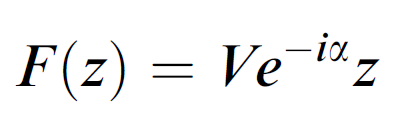 F(z) = Ve^{-iα}z